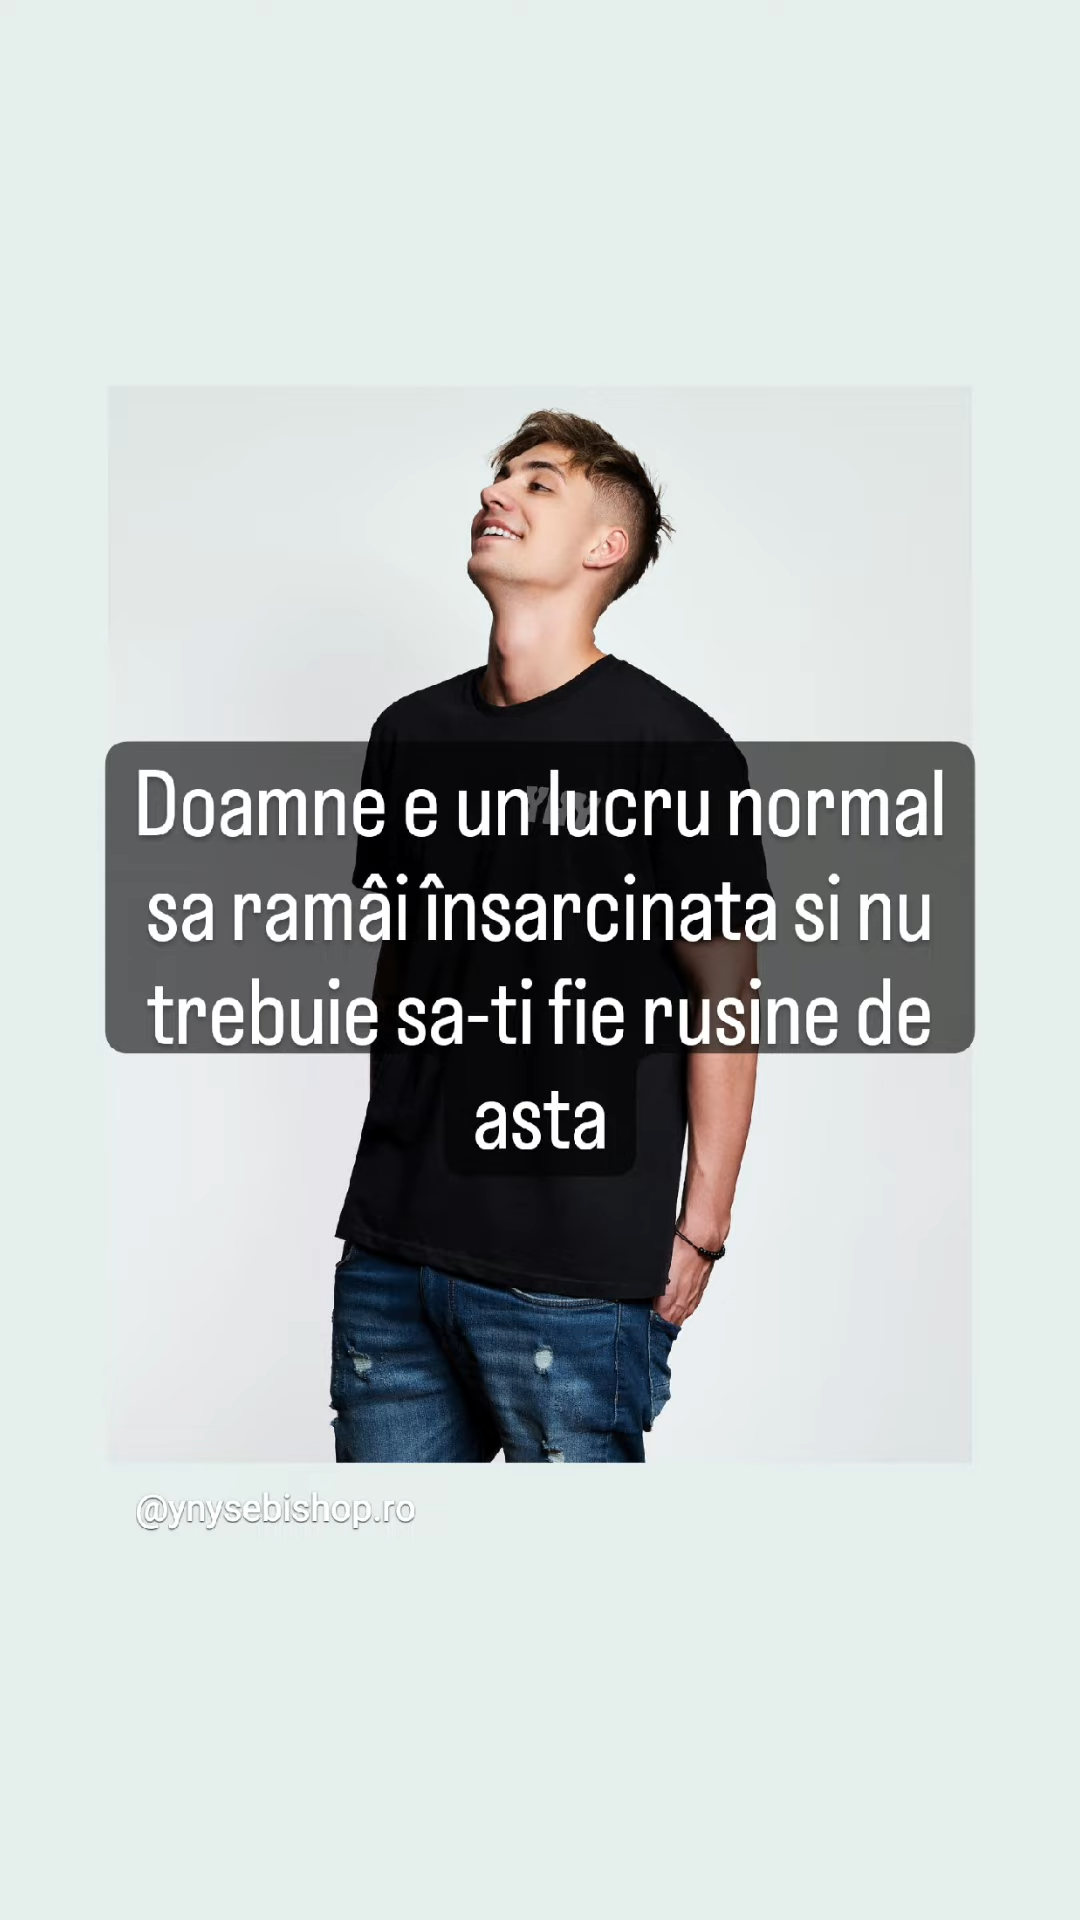 Doamne e un lucru normal
sa ramâi însarcinata si nu
trebuie sa-ti fie rusine de
asta
@ynysebishop.ro